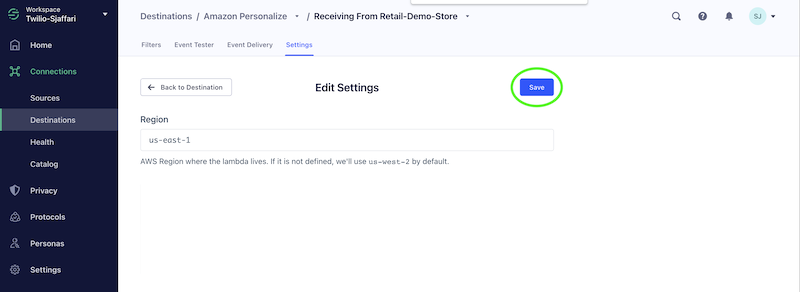 Workspace
Twilio-Sjaffari
Home
Connections
Sources
Destinations
Health
Catalog
Privacy
Protocols
Personas
Settings
Destinations / Amazon Personalize / Receiving From Retail-Demo-Store
SJ
Filters Event Tester Event Delivery Settings
Back to Destination
Edit Settings
Save
Region
us-east-1
AWS Region where the lambda lives. If it is not defined, we'll use us-west-2 by default.